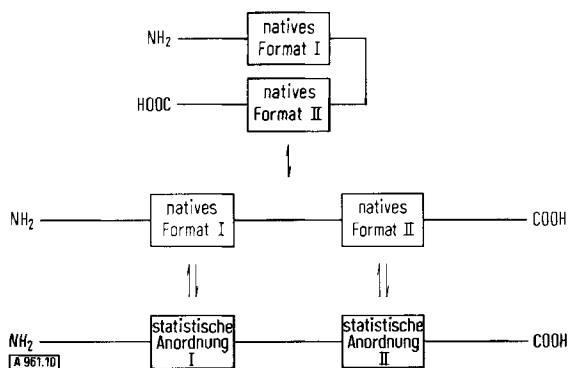 natives
NH₂ Format I
natives
HOOC Format II
natives natives
NH₂ Format I Format II COOH
statistische statistische
NH₂ Anordnung Anordnung COOH
I II
A 961.10